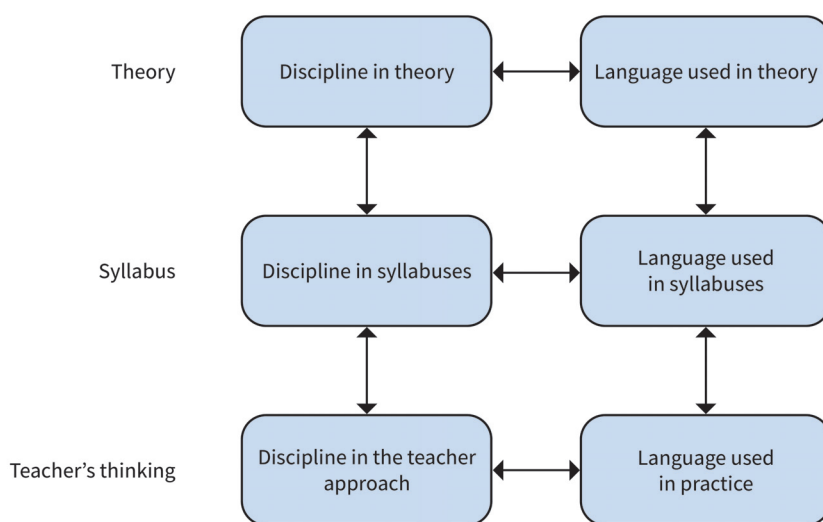 Theory
Discipline in theory
Language used in theory
Syllabus
Discipline in syllabuses
Language used
in syllabuses
Teacher’s thinking
Discipline in the teacher
approach
Language used
in practice